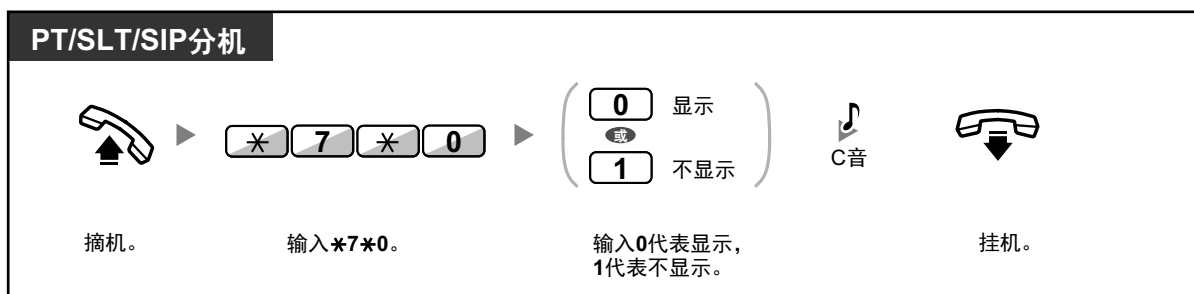 PT/SLT/SIP分机
0 显示
或
＊ 7 ＊ 0
1 不显示
C音
摘机。
输入＊7＊0。
输入0代表显示，
1代表不显示。
挂机。